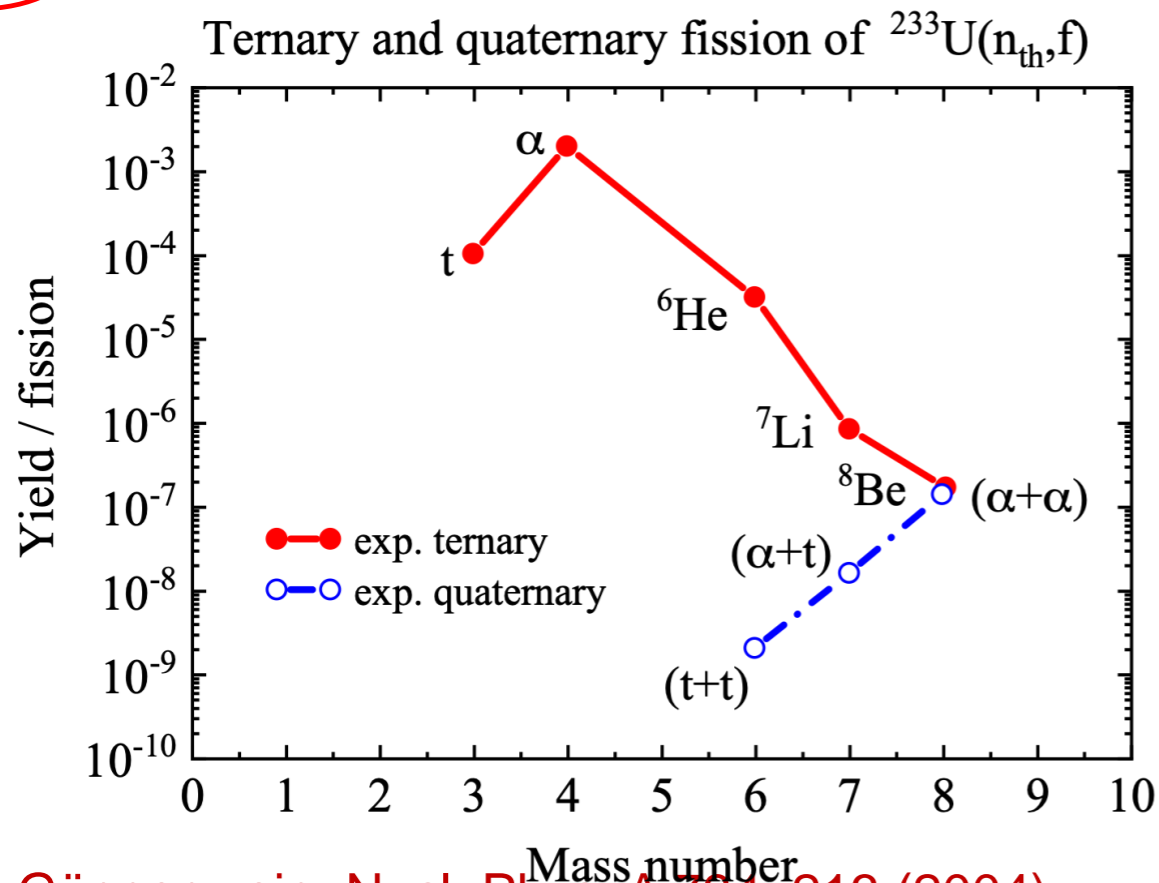 Ternary and quaternary fission of ²³³U(nₜₕ,f)
Yield / fission
10⁻²
10⁻³
10⁻⁴
10⁻⁵
10⁻⁶
10⁻⁷
10⁻⁸
10⁻⁹
10⁻¹⁰
α
t
⁶He
⁷Li
⁸Be
(α+α)
(α+t)
(t+t)
exp. ternary
exp. quaternary
0 1 2 3 4 5 6 7 8 9 10
Mass number
(2004)